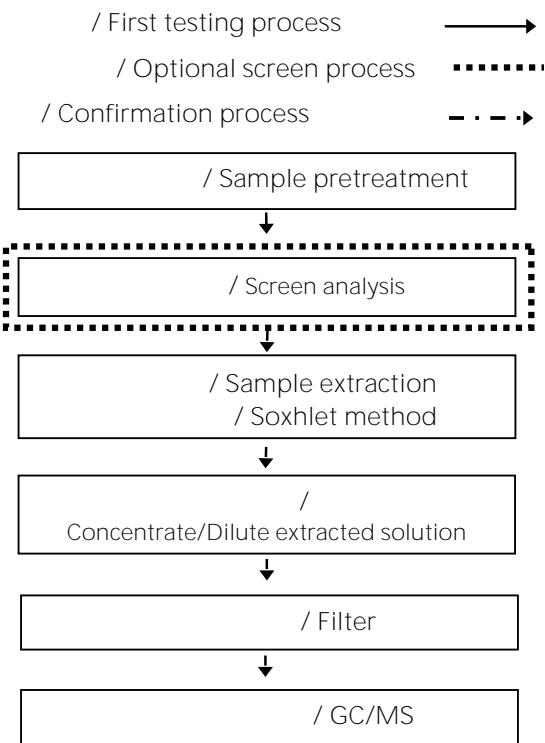 / First testing process
/ Optional screen process
/ Confirmation process
/ Sample pretreatment
/ Screen analysis
/ Sample extraction
/ Soxhlet method
/
Concentrate/Dilute extracted solution
/ Filter
/ GC/MS